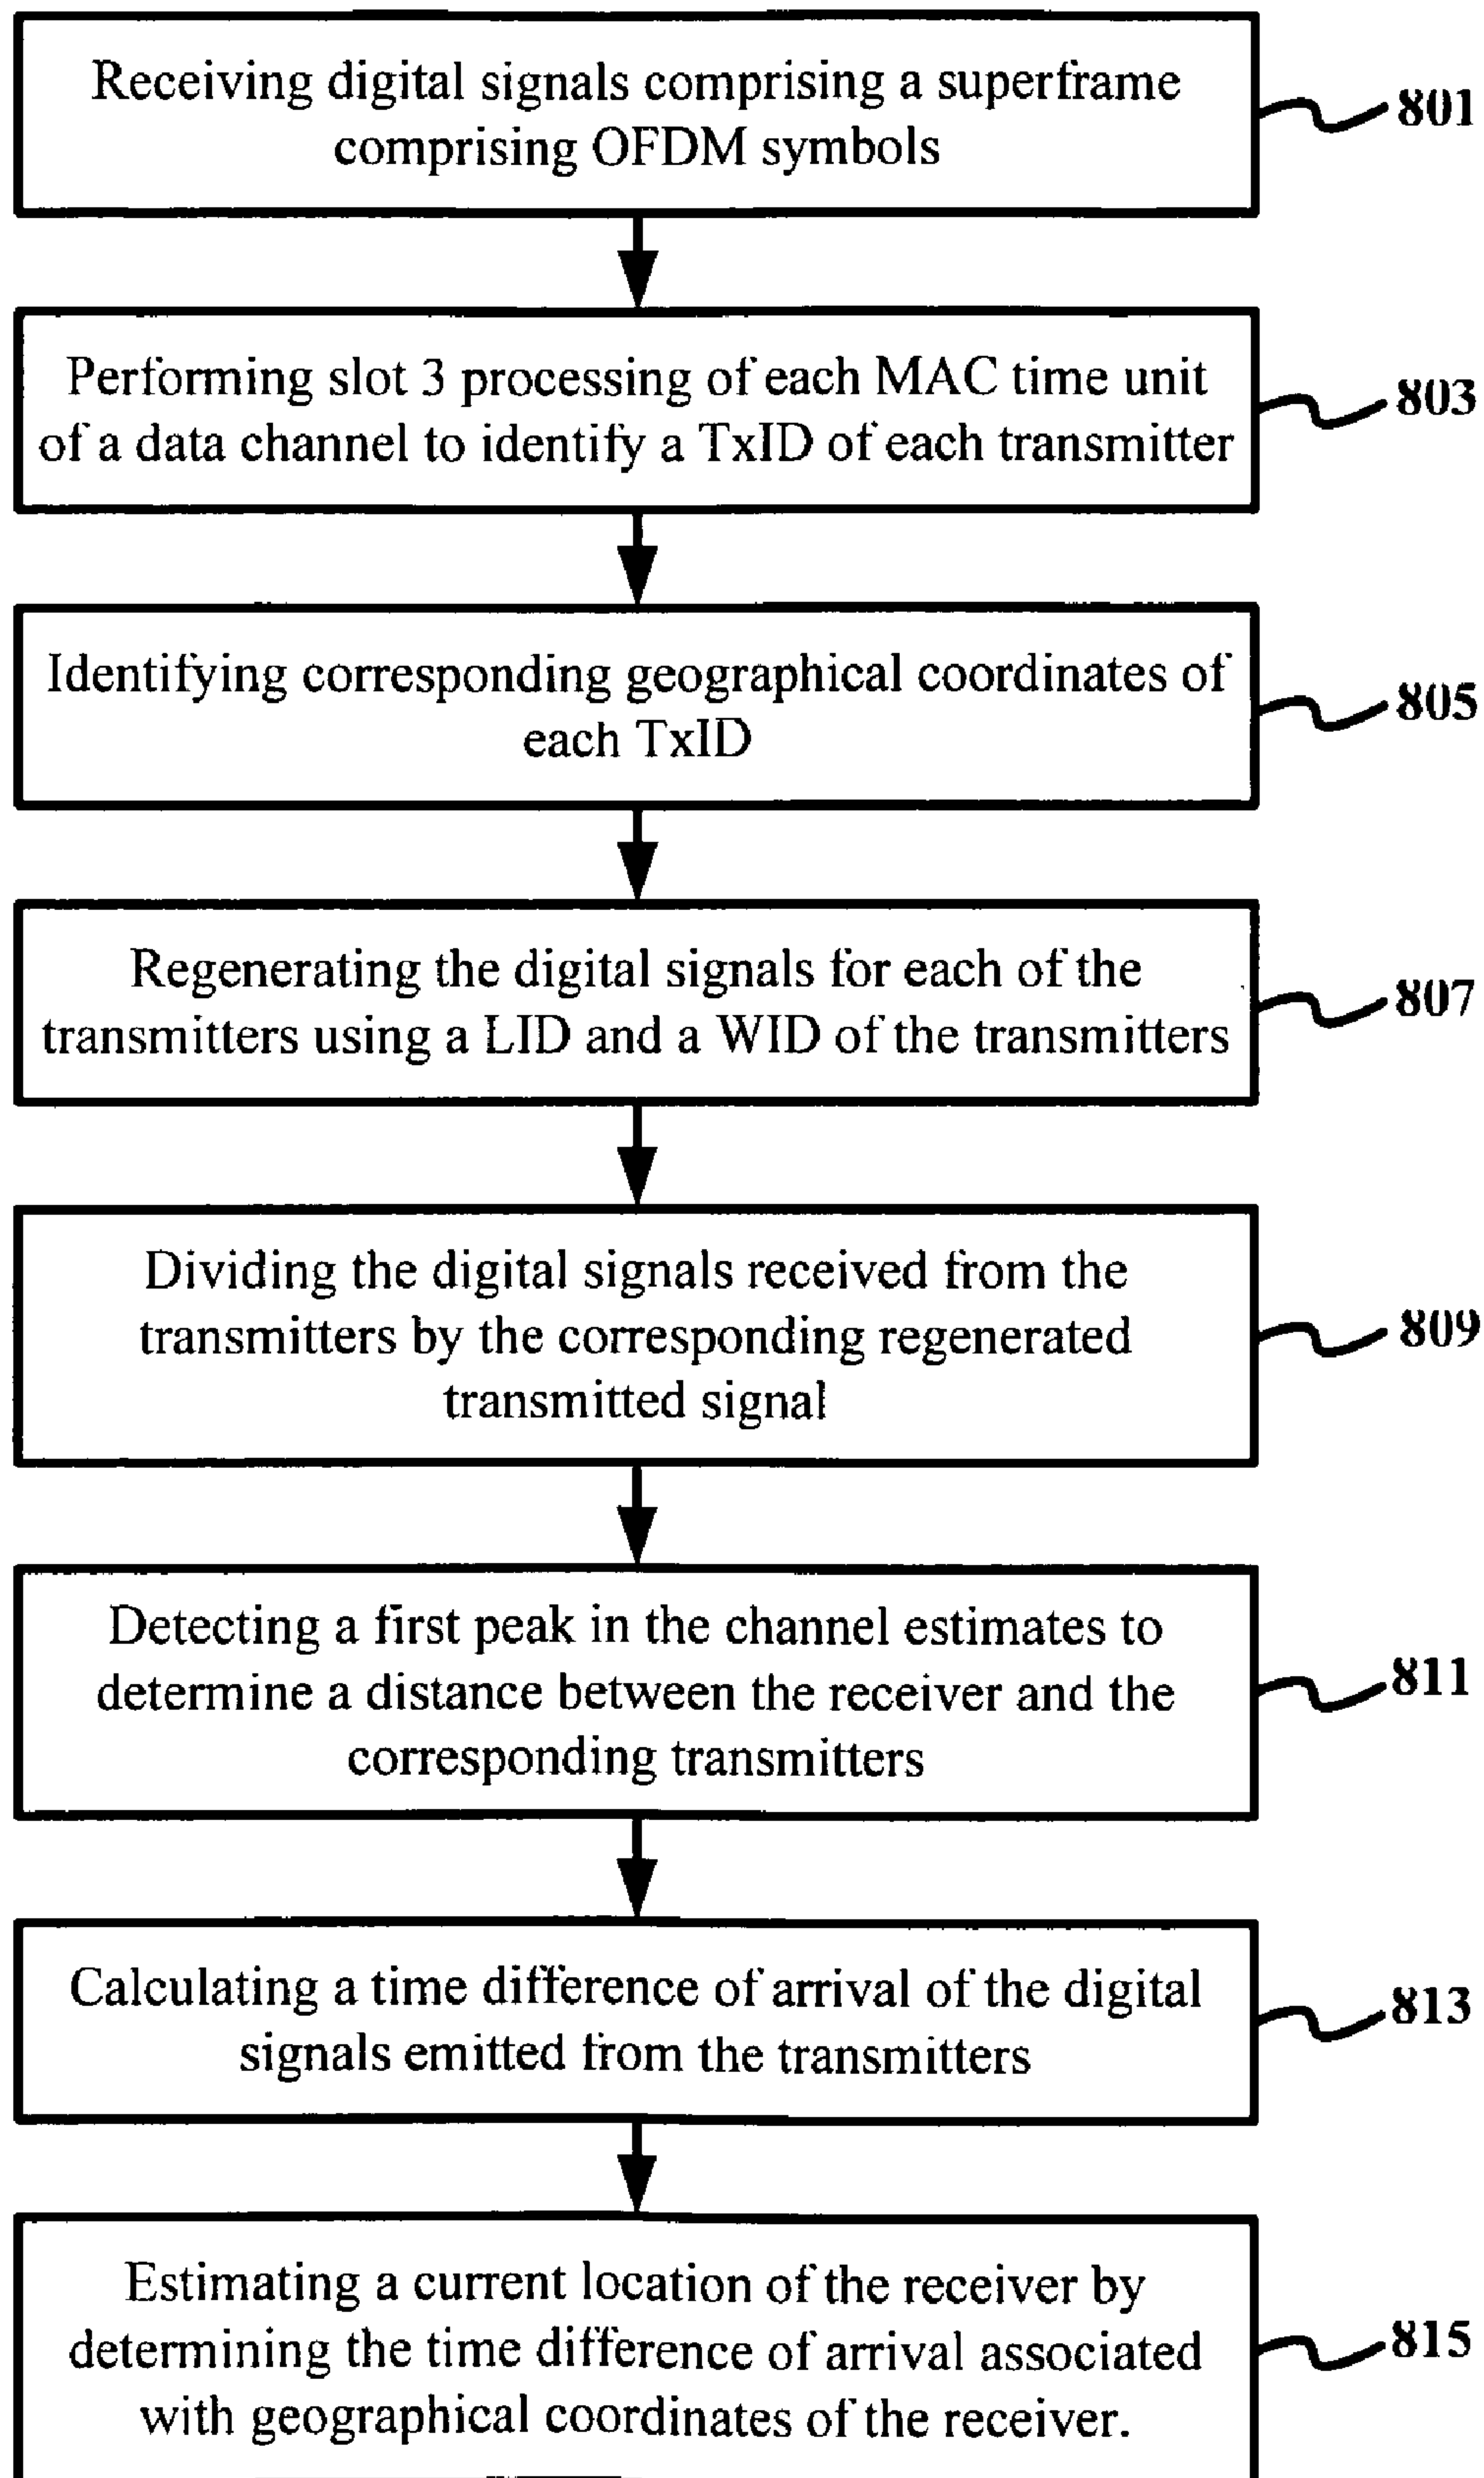 Receiving digital signals comprising a superframe
comprising OFDM symbols
801
Performing slot 3 processing of each MAC time unit
of a data channel to identify a TxID of each transmitter
803
Identifying corresponding geographical coordinates of
each TxID
805
Regenerating the digital signals for each of the
transmitters using a LID and a WID of the transmitters
807
Dividing the digital signals received from the
transmitters by the corresponding regenerated
transmitted signal
809
Detecting a first peak in the channel estimates to
determine a distance between the receiver and the
corresponding transmitters
811
Calculating a time difference of arrival of the digital
signals emitted from the transmitters
813
Estimating a current location of the receiver by
determining the time difference of arrival associated
with geographical coordinates of the receiver.
815